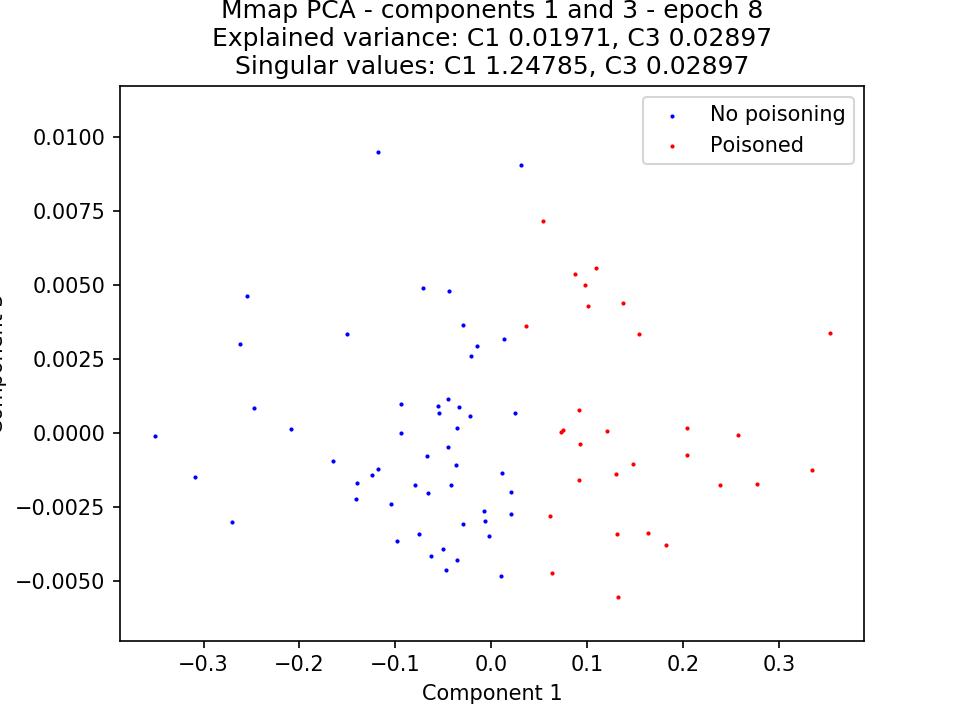 Mmap PCA - components 1 and 3 - epoch 8
Explained variance: C1 0.01971, C3 0.02897
Singular values: C1 1.24785, C3 0.02897
No poisoning
Poisoned
0.0100
0.0075
0.0050
0.0025
0.0000
−0.0025
−0.0050
−0.3 −0.2 −0.1 0.0 0.1 0.2 0.3
Component 1